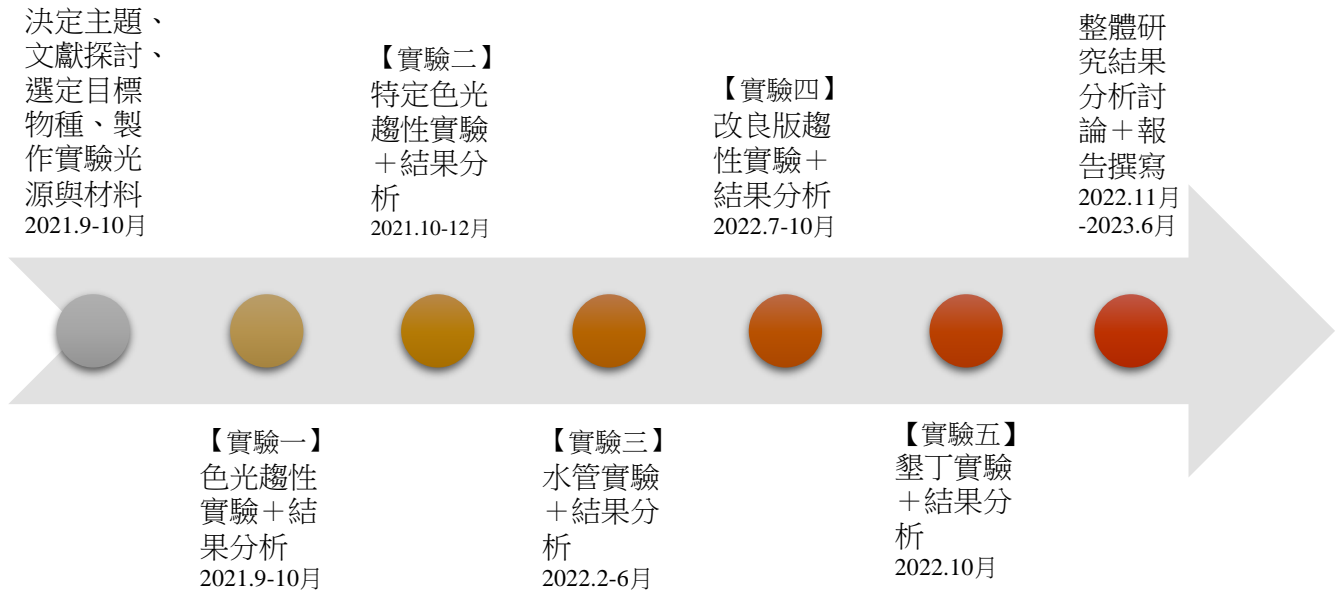 決定主題、
文獻探討、
選定目標
物種、製
作實驗光
源與材料
2021.9-10月
【實驗一】
色光趨性
實驗＋結
果分析
2021.9-10月
【實驗二】
特定色光
趨性實驗
＋結果分
析
2021.10-12月
【實驗三】
水管實驗
＋結果分
析
2022.2-6月
【實驗四】
改良版趨
性實驗＋
結果分析
2022.7-10月
【實驗五】
墾丁實驗
＋結果分
析
2022.10月
整體研
究結果
分析討
論＋報
告撰寫
2022.11月
-2023.6月